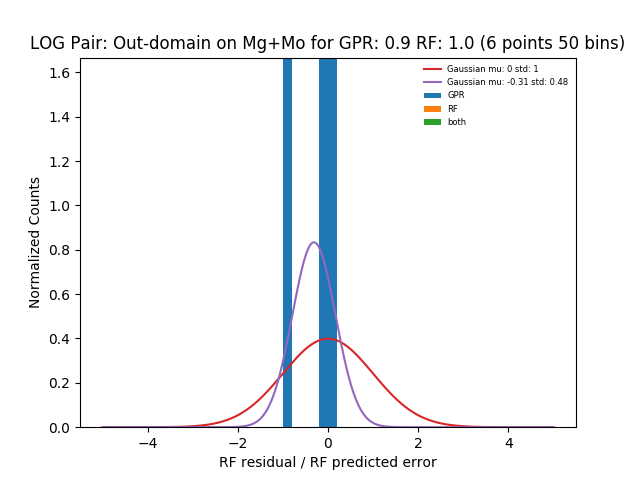 LOG Pair: Out-domain on Mg+Mo for GPR: 0.9 RF: 1.0 (6 points 50 bins)
Gaussian mu: 0 std: 1
Gaussian mu: -0.31 std: 0.48
GPR
RF
both
Normalized Counts
1.6
1.4
1.2
1.0
0.8
0.6
0.4
0.2
0.0
−4 −2 0 2 4
RF residual / RF predicted error